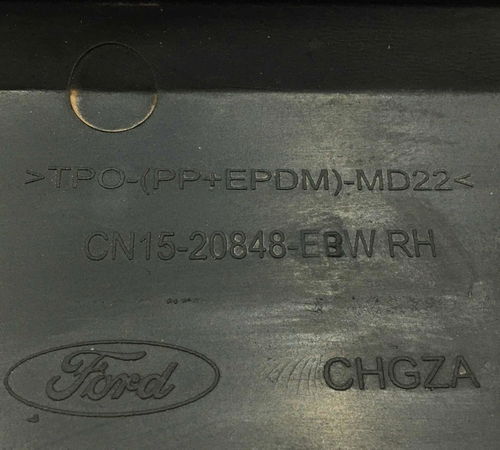 >TPO-(PP+EPDM)-MD22<
CN15-20848-EBW RH
Ford
CHGZA